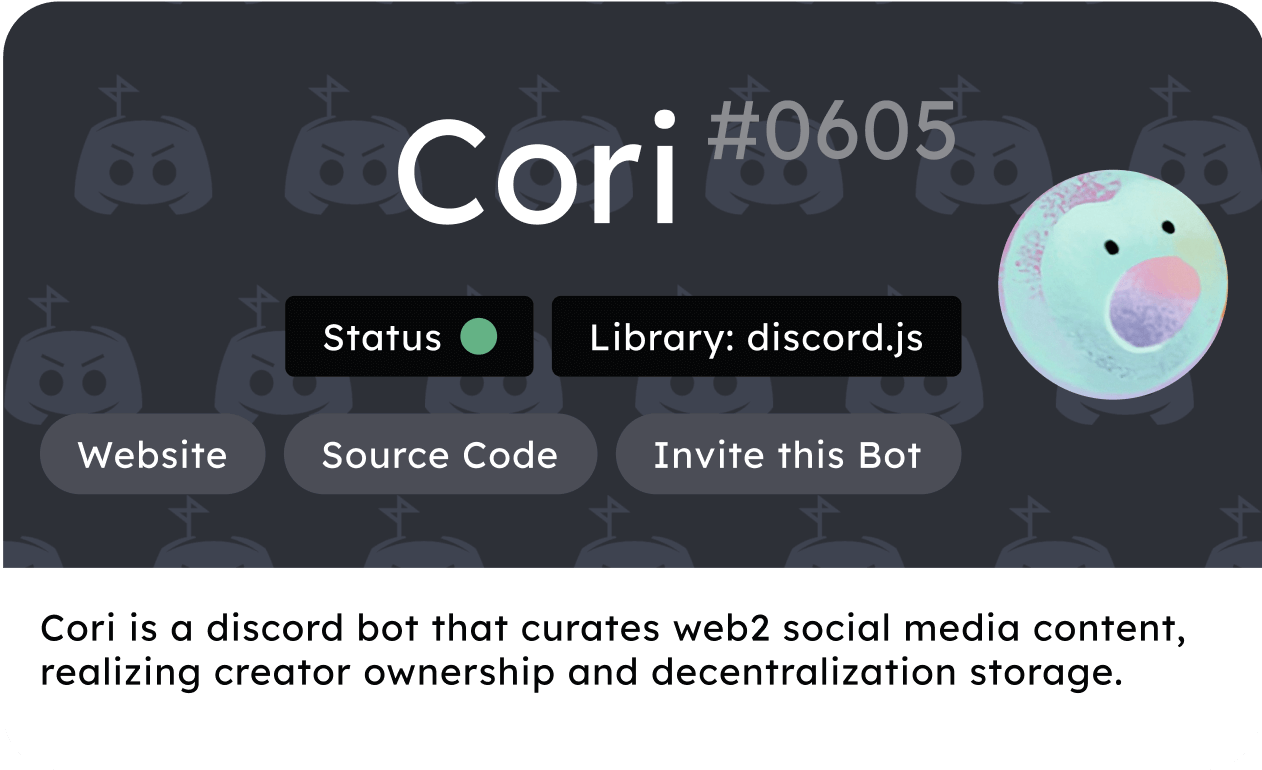 Cori #0605
Status
Library: discord.js
Website
Source Code
Invite this Bot
Cori is a discord bot that curates web2 social media content,
realizing creator ownership and decentralization storage.